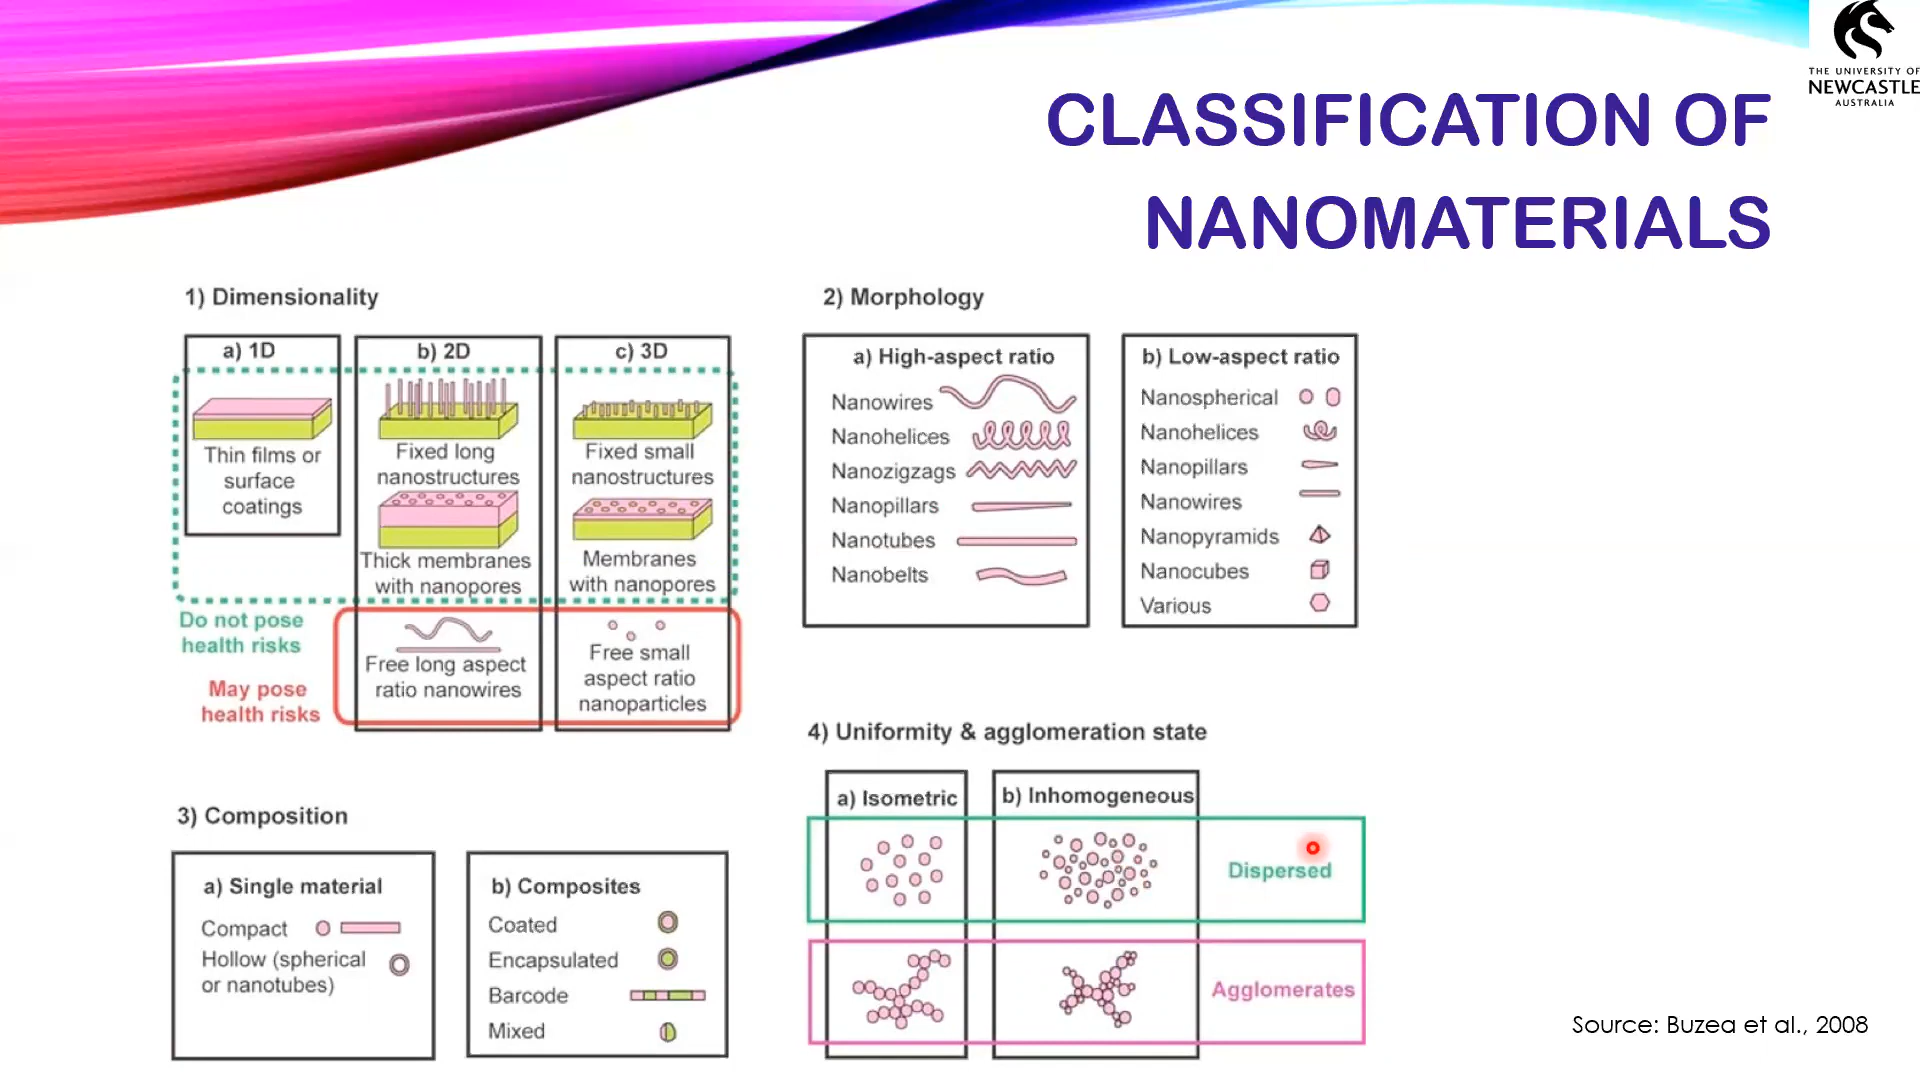 THE UNIVERSITY OF
NEWCASTLE
AUSTRALIA
CLASSIFICATION OF
NANOMATERIALS
1) Dimensionality
a) 1D
Thin films or
surface
coatings
b) 2D
Fixed long
nanostructures
Thick membranes
with nanopores
Free long aspect
ratio nanowires
c) 3D
Fixed small
nanostructures
Membranes
with nanopores
Free small
aspect ratio
nanoparticles
Do not pose
health risks
May pose
health risks
2) Morphology
a) High-aspect ratio
Nanowires
Nanohelices
Nanozigzags
Nanopillars
Nanotubes
Nanobelts
b) Low-aspect ratio
Nanospherical
Nanohelices
Nanopillars
Nanowires
Nanopyramids
Nanocubes
Various
3) Composition
a) Single material
Compact
Hollow (spherical
or nanotubes)
b) Composites
Coated
Encapsulated
Barcode
Mixed
4) Uniformity & agglomeration state
a) Isometric
b) Inhomogeneous
Dispersed
Agglomerates
Source: Buzea et al., 2008